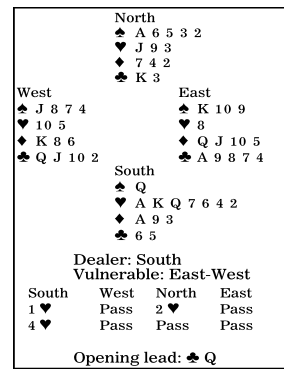 North
♠ A 6 5 3 2
♥ J 9 3
♦ 7 4 2
♣ K 3
West
♠ J 8 7 4
♥ 10 5
♦ K 8 6
♣ Q J 10 2
East
♠ K 10 9
♥ 8
♦ Q J 10 5
♣ A 9 8 7 4
South
♠ Q
♥ A K Q 7 6 4 2
♦ A 9 3
♣ 6 5
Dealer: South
Vulnerable: East-West
South West North East
1 ♥ Pass 2 ♥ Pass
4 ♥ Pass Pass Pass
Opening lead: ♣ Q